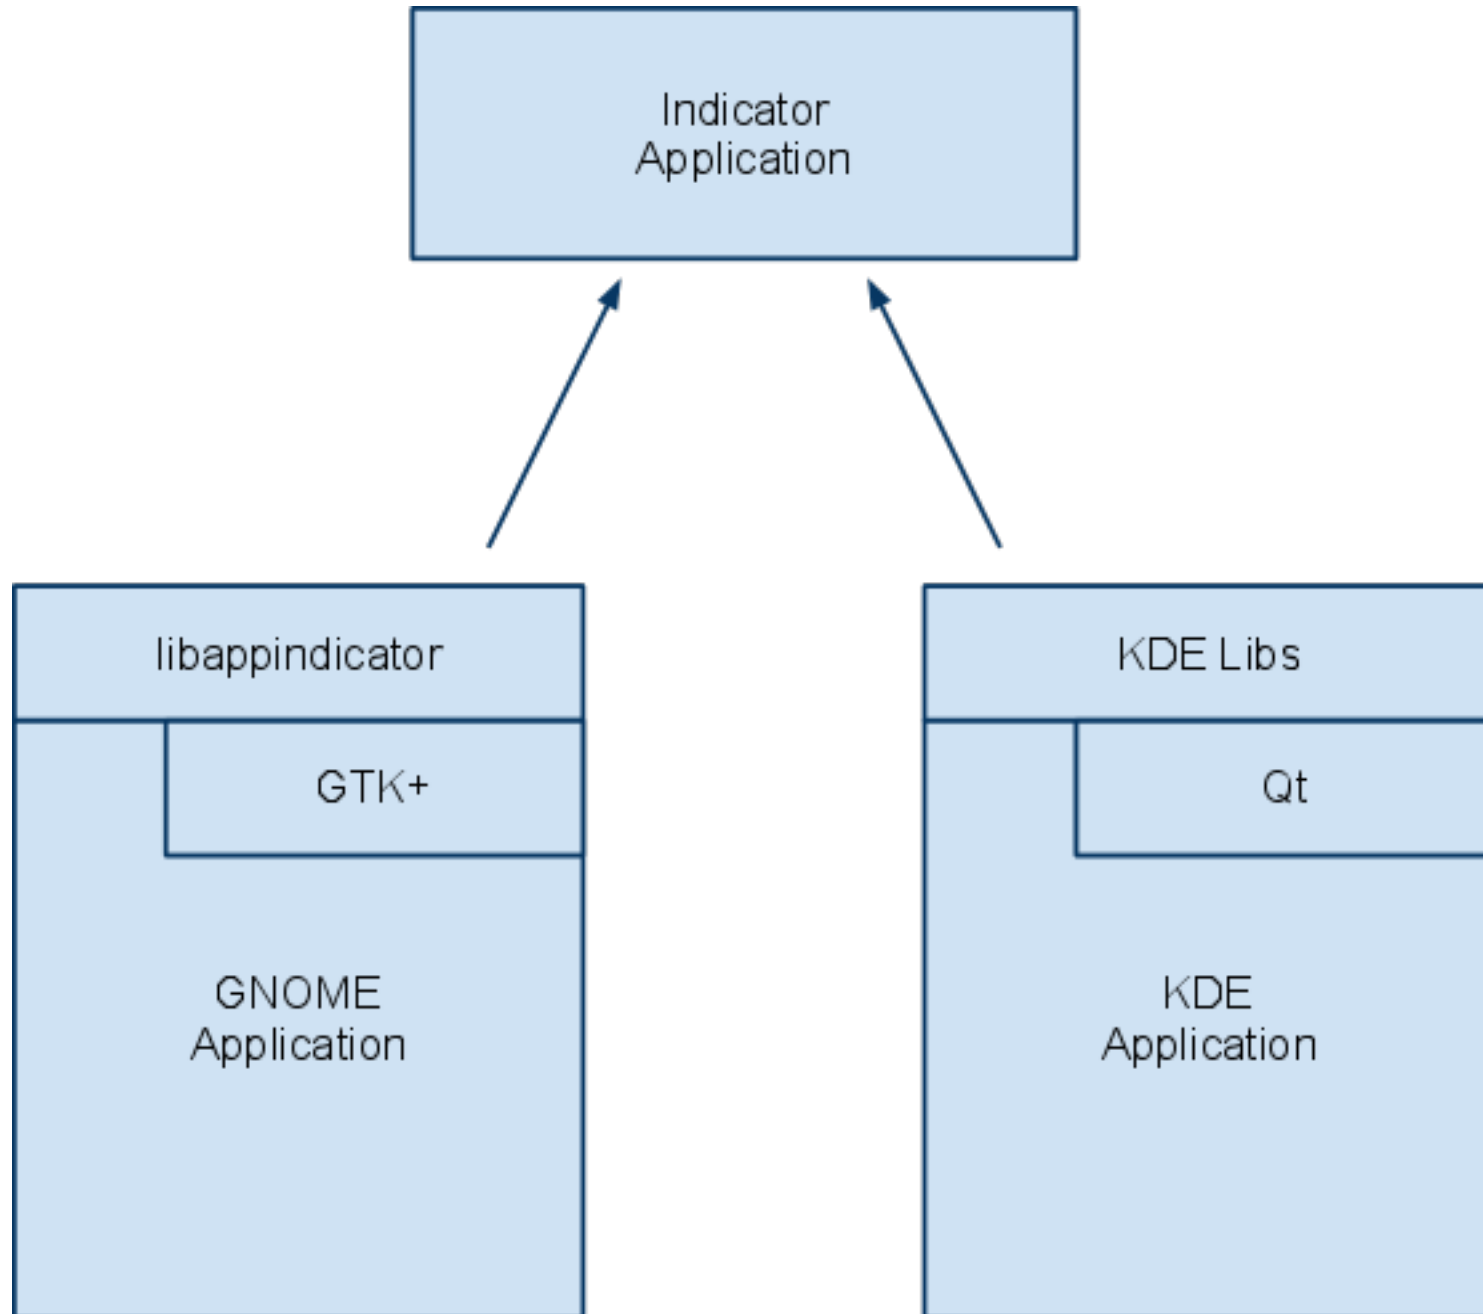 Indicator
Application
libappindicator
GTK+
GNOME
Application
KDE Libs
Qt
KDE
Application